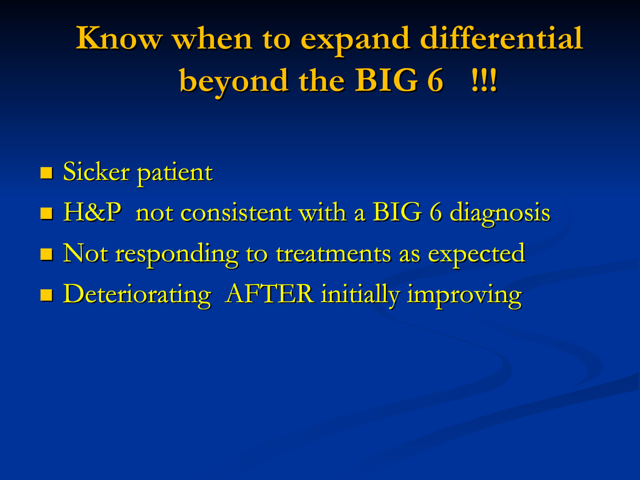 Know when to expand differential
beyond the BIG 6 !!!
Sicker patient
H&P not consistent with a BIG 6 diagnosis
Not responding to treatments as expected
Deteriorating AFTER initially improving